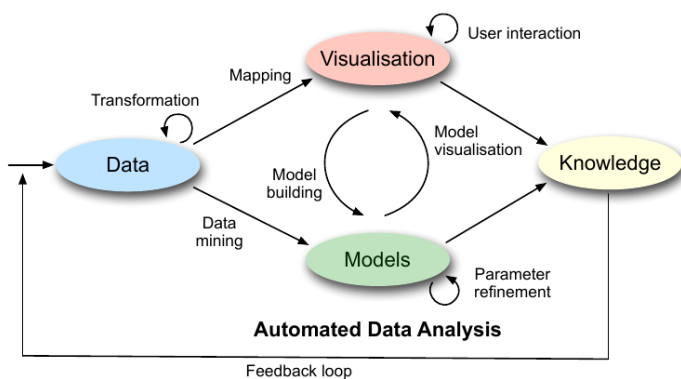 User interaction
Visualisation
Mapping
Transformation
Model
visualisation
Data
Knowledge
Model
building
Data
mining
Models
Parameter
refinement
Automated Data Analysis
Feedback loop